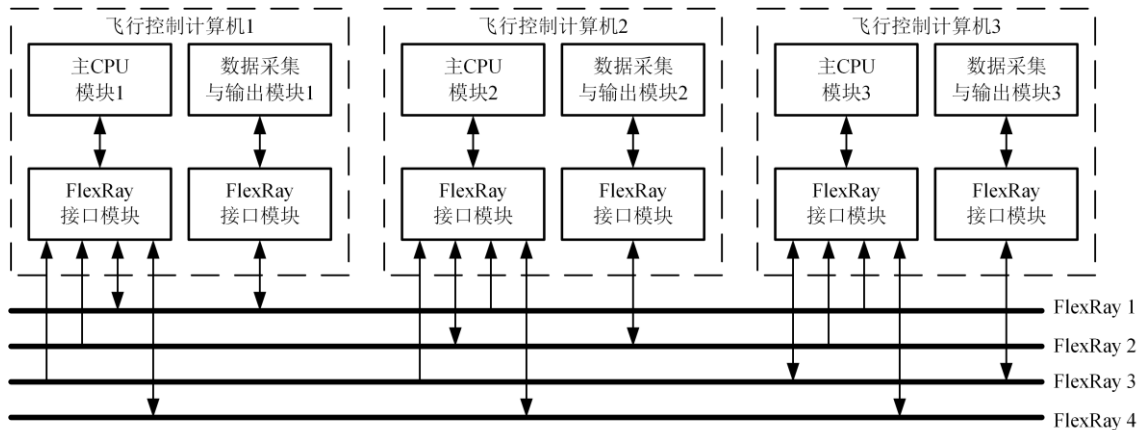 飞行控制计算机1
主CPU
模块1
数据采集
与输出模块1
FlexRay
接口模块
FlexRay
接口模块
飞行控制计算机2
主CPU
模块2
数据采集
与输出模块2
FlexRay
接口模块
FlexRay
接口模块
飞行控制计算机3
主CPU
模块3
数据采集
与输出模块3
FlexRay
接口模块
FlexRay
接口模块
FlexRay 1
FlexRay 2
FlexRay 3
FlexRay 4